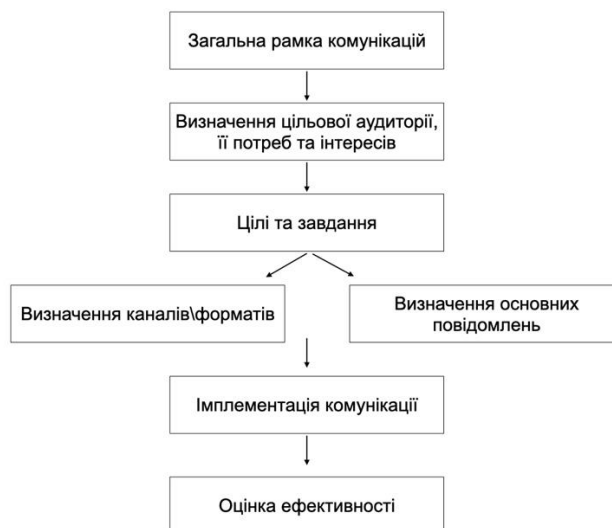 Загальна рамка комунікацій
Визначення цільової аудиторії,
її потреб та інтересів
Цілі та завдання
Визначення каналів\форматів
Визначення основних
повідомлень
Імплементація комунікації
Оцінка ефективності